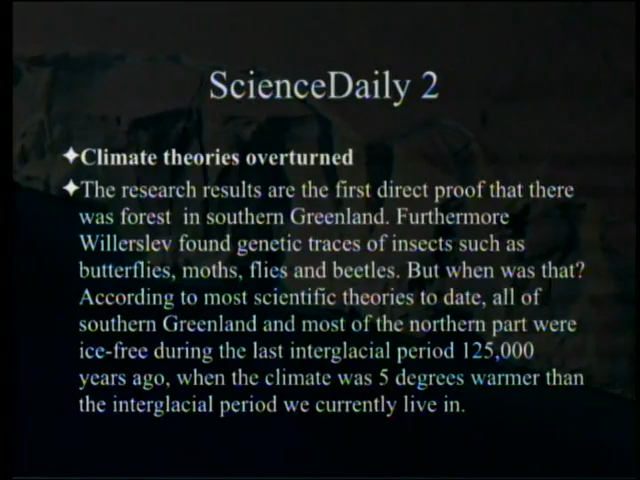 ScienceDaily 2
✦Climate theories overturned
✦The research results are the first direct proof that there
was forest in southern Greenland. Furthermore
Willerslev found genetic traces of insects such as
butterflies, moths, flies and beetles. But when was that?
According to most scientific theories to date, all of
southern Greenland and most of the northern part were
ice-free during the last interglacial period 125,000
years ago, when the climate was 5 degrees warmer than
the interglacial period we currently live in.